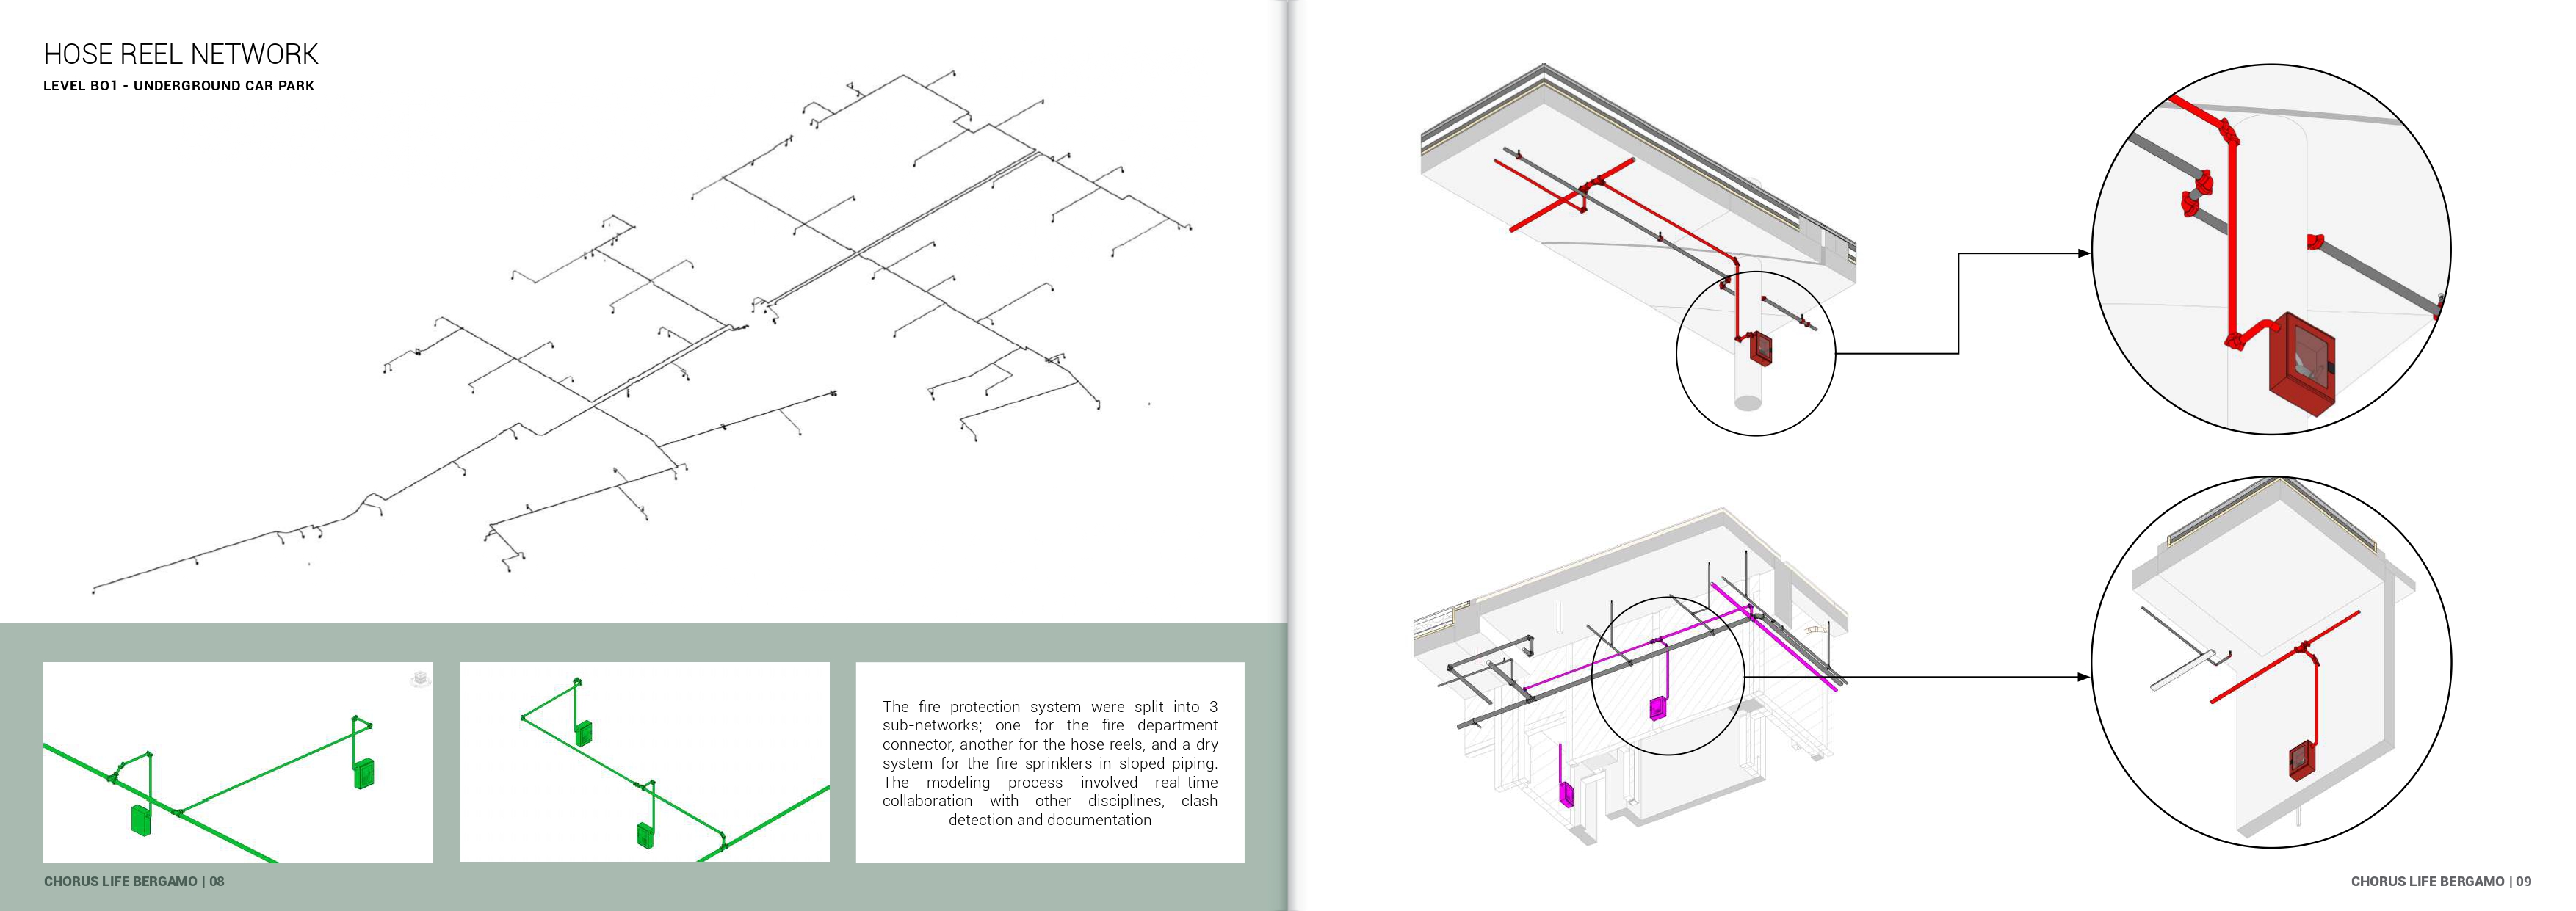 HOSE REEL NETWORK
LEVEL B01 - UNDERGROUND CAR PARK
The fire protection system were split into 3
sub-networks; one for the fire department
connector, another for the hose reels, and a dry
system for the fire sprinklers in sloped piping.
The modeling process involved real-time
collaboration with other disciplines, clash
detection and documentation
CHORUS LIFE BERGAMO | 08
CHORUS LIFE BERGAMO | 09